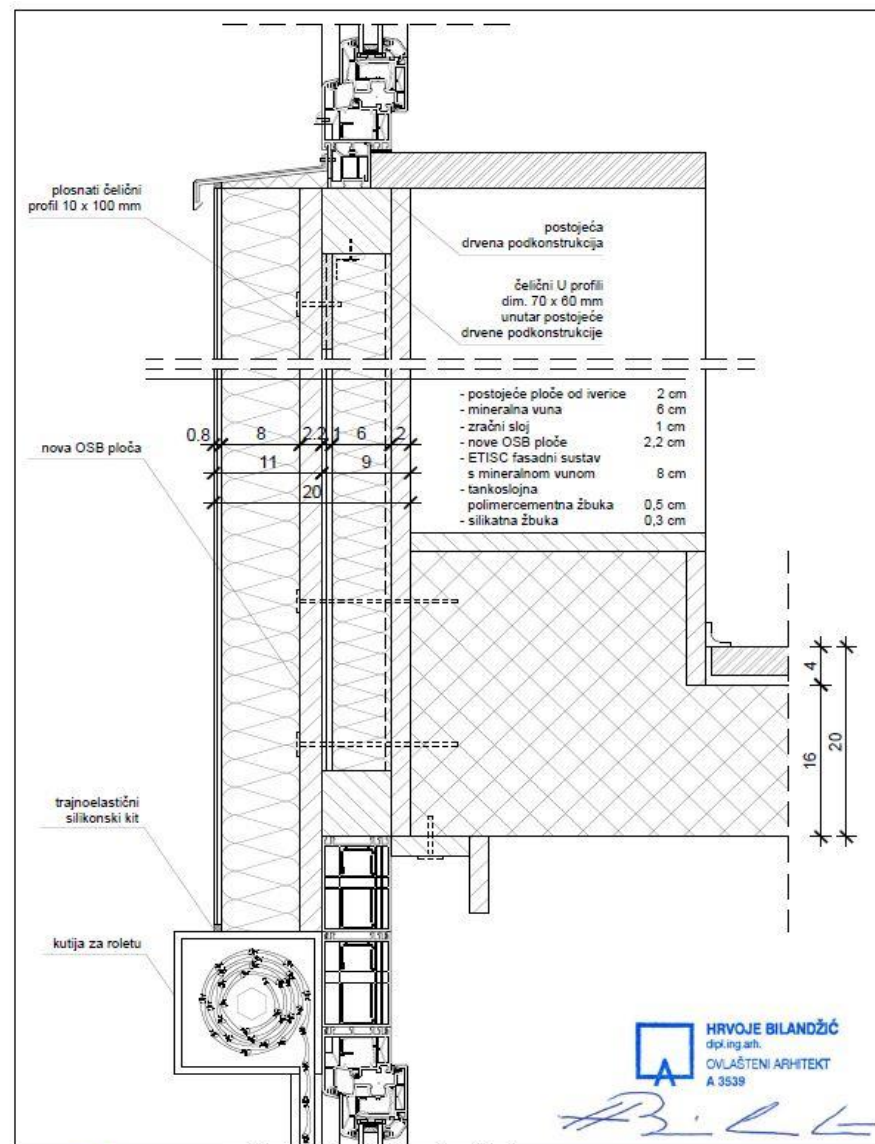 plosnati čelični
profil 10 x 100 mm
postojeća
drvena podkonstrukcija
čelični U profili
dim. 70 x 60 mm
unutar postojeće
drvene podkonstrukcije
- postojeće ploče od iverice 2 cm
- mineralna vuna 6 cm
- zračni sloj 1 cm
- nove OSB ploče 2,2 cm
- ETISC fasadni sustav
s mineralnom vunom 8 cm
- tankoslojna
polimercementna žbuka 0,5 cm
- silikatna žbuka 0,3 cm
0.8 8 2.2 1 6 2
nova OSB ploča
11 9
20
4
16
20
trajnoelastični
silikonski kit
kutija za roletu
HRVOJE BILANDŽIĆ
dipl.ing.arh.
OVLAŠTENI ARHITEKT
A 3539